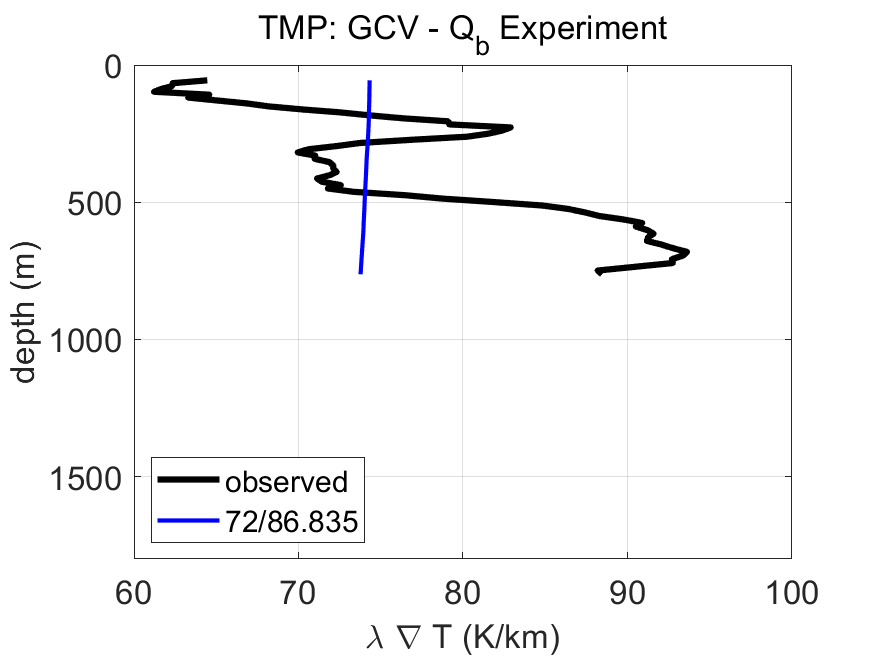 TMP: GCV - Q_b Experiment
0
500
1000
1500
depth (m)
observed
72/86.835
60 70 80 90 100
λ ∇ T (K/km)